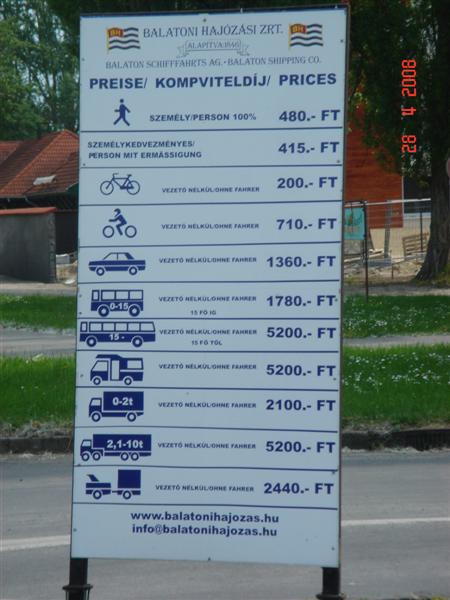 BH
BALATONI HAJÓZÁSI ZRT.
BH
ALAPÍTVA:1846
BALATON SCHIFFFAHRTS AG. - BALATON SHIPPING CO.
PREISE/ KOMPVITELDÍJ/ PRICES
SZEMÉLY/PERSON 100% 480.- FT
SZEMÉLYKEDVEZMÉNYES/
PERSON MIT ERMÄSSIGUNG 415.- FT
VEZETŐ NÉLKÜL/OHNE FAHRER 200.- FT
VEZETŐ NÉLKÜL/OHNE FAHRER 710.- FT
VEZETŐ NÉLKÜL/OHNE FAHRER 1360.- FT
0-15 VEZETŐ NÉLKÜL/OHNE FAHRER 1780.- FT
15 FŐ IG
15 - VEZETŐ NÉLKÜL/OHNE FAHRER 5200.- FT
15 FŐ TŐL
VEZETŐ NÉLKÜL/OHNE FAHRER 5200.- FT
0-2t VEZETŐ NÉLKÜL/OHNE FAHRER 2100.- FT
2,1-10t VEZETŐ NÉLKÜL/OHNE FAHRER 5200.- FT
VEZETŐ NÉLKÜL/OHNE FAHRER 2440.- FT
www.balatonihajozas.hu
info@balatonihajozas.hu
28 4 2008